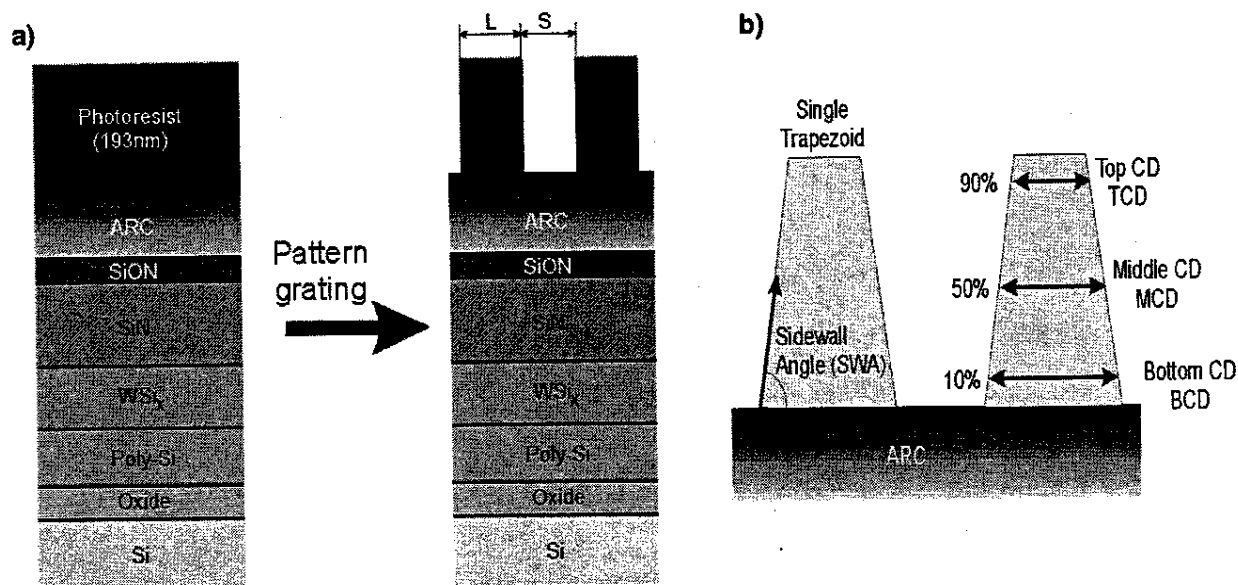 a)
Photoresist
(193nm)
ARC
SiON
SiN
WSix
Poly-Si
Oxide
Si
Pattern
grating
L
S
ARC
SiON
SiN
WSix
Poly-Si
Oxide
Si
b)
Single
Trapezoid
Sidewall
Angle (SWA)
90%
Top CD
TCD
50%
Middle CD
MCD
10%
Bottom CD
BCD
ARC